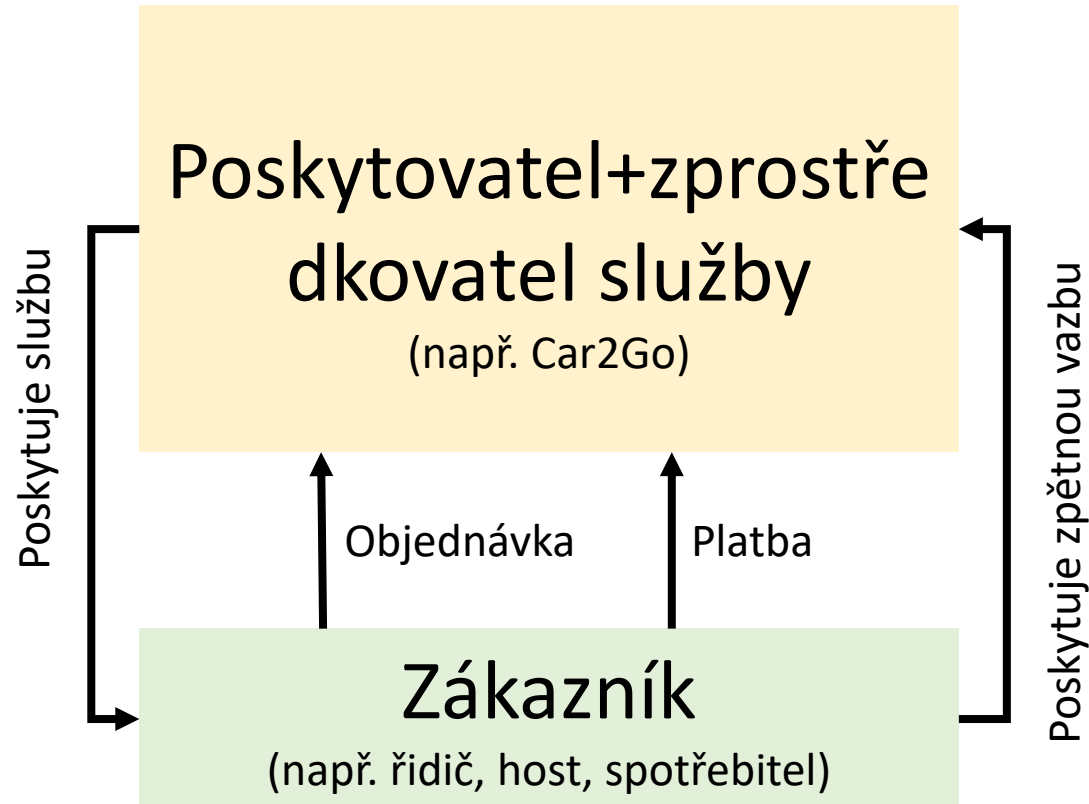 Poskytovatel+zprostře
dkovatel služby
(např. Car2Go)
Poskytuje službu
Objednávka
Platba
Poskytuje zpětnou vazbu
Zákazník
(např. řidič, host, spotřebitel)